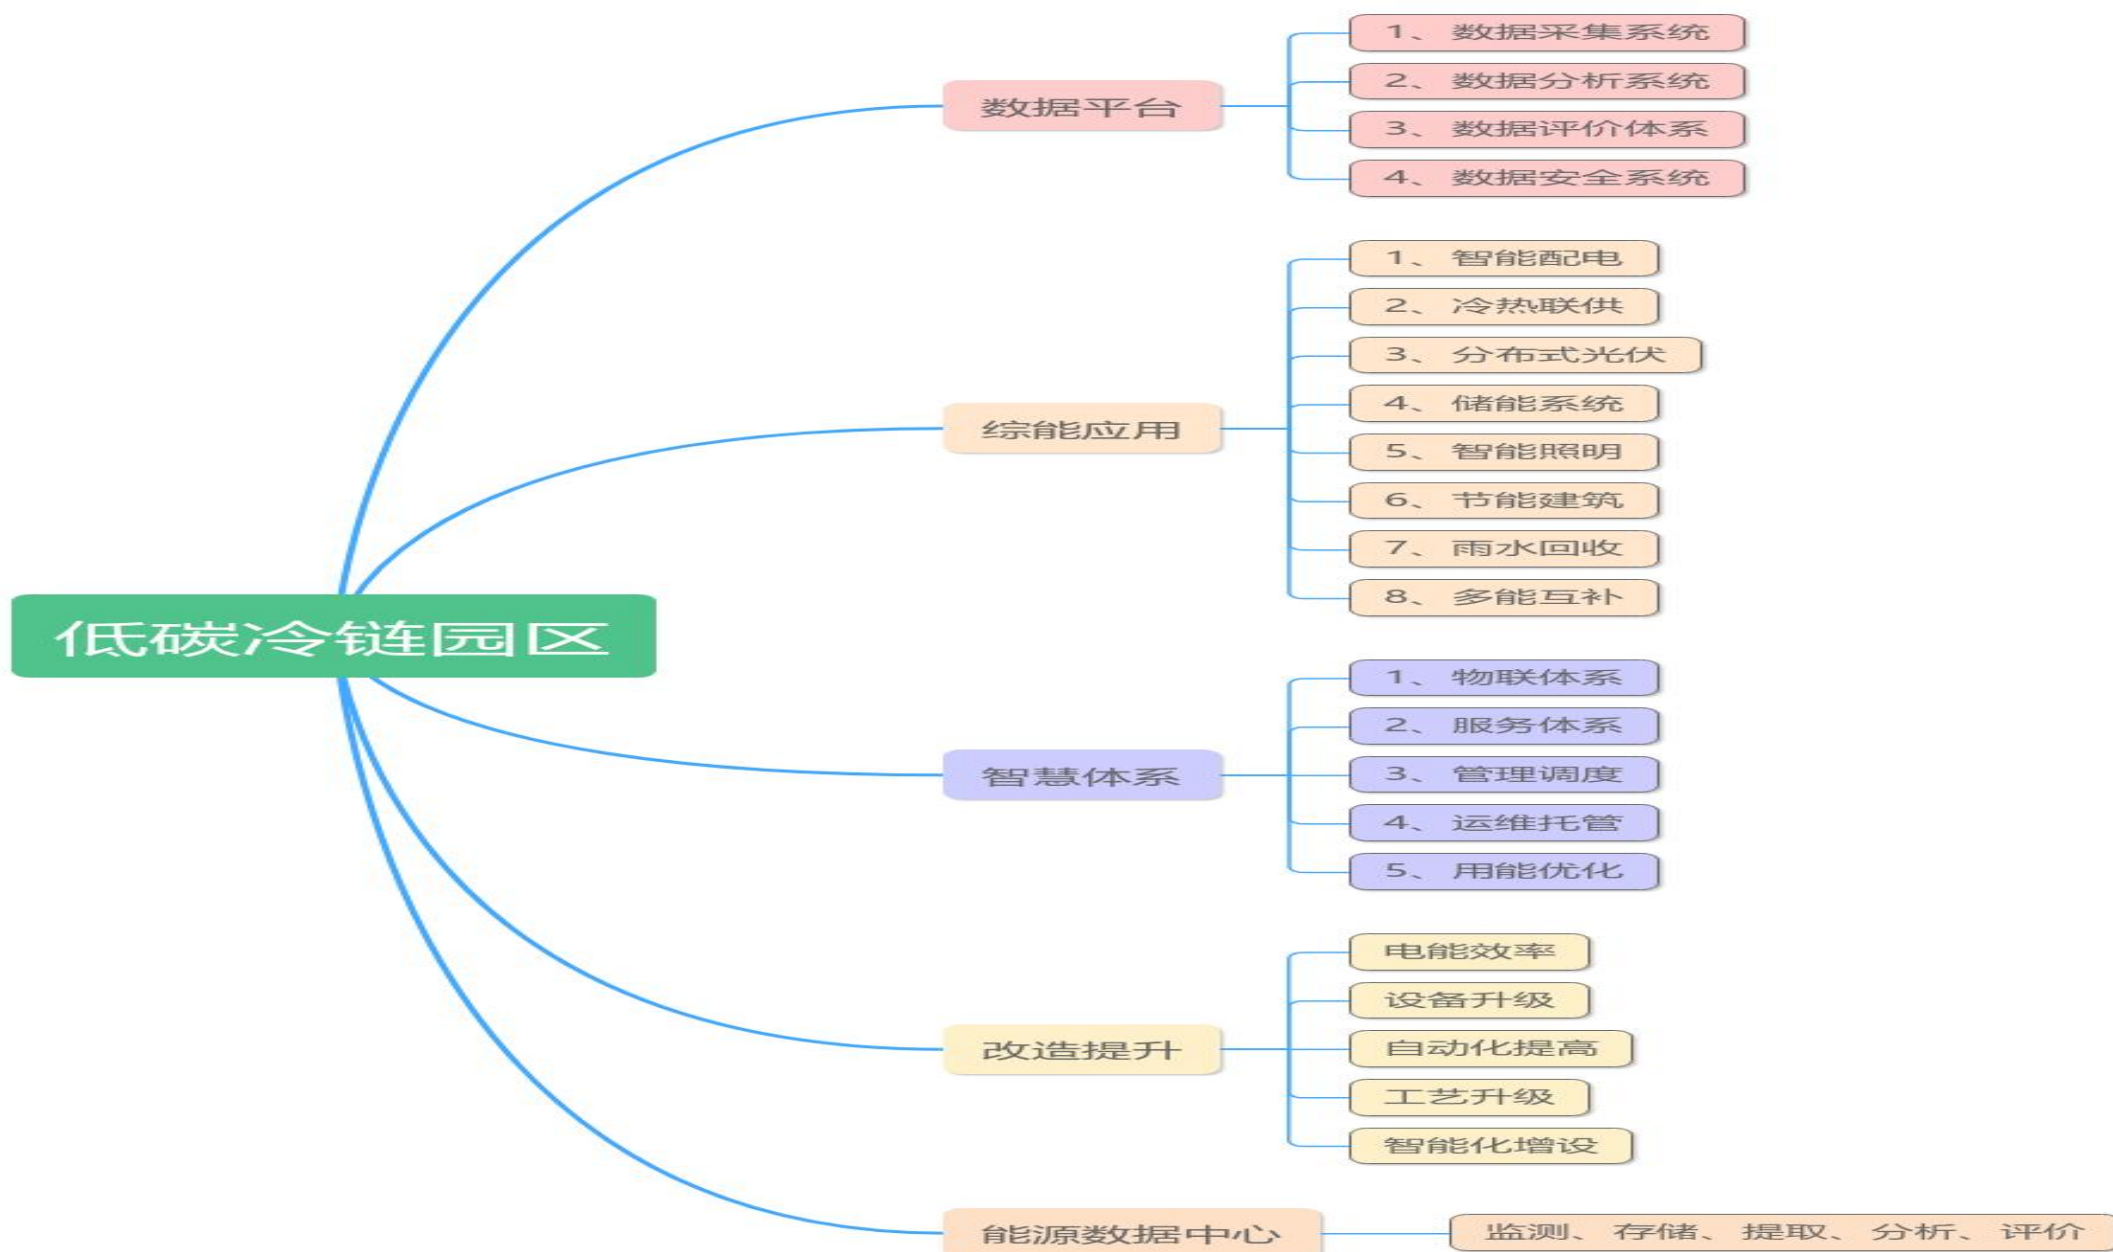 低碳冷链园区
数据平台
1、数据采集系统
2、数据分析系统
3、数据评价体系
4、数据安全系统
综能应用
1、智能配电
2、冷热联供
3、分布式光伏
4、储能系统
5、智能照明
6、节能建筑
7、雨水回收
8、多能互补
智慧体系
1、物联体系
2、服务体系
3、管理调度
4、运维托管
5、用能优化
改造提升
电能效率
设备升级
自动化提高
工艺升级
智能化增设
能源数据中心
监测、存储、提取、分析、评价